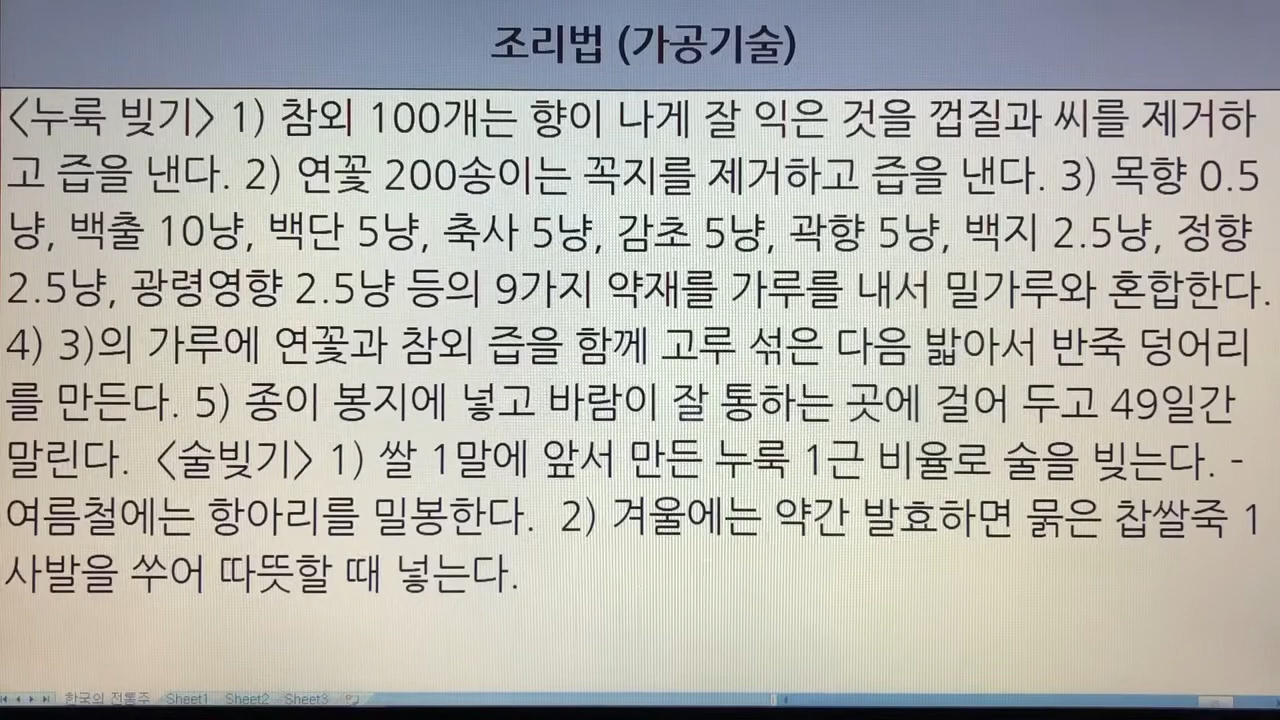 조리법 (가공기술)
<누룩 빚기> 1) 참외 100개는 향이 나게 잘 익은 것을 껍질과 씨를 제거하
고 즙을 낸다. 2) 연꽃 200송이는 꼭지를 제거하고 즙을 낸다. 3) 목향 0.5
냥, 백출 10냥, 백단 5냥, 축사 5냥, 감초 5냥, 곽향 5냥, 백지 2.5냥, 정향
2.5냥, 광령영향 2.5냥 등의 9가지 약재를 가루를 내서 밀가루와 혼합한다.
4) 3)의 가루에 연꽃과 참외 즙을 함께 고루 섞은 다음 밟아서 반죽 덩어리
를 만든다. 5) 종이 봉지에 넣고 바람이 잘 통하는 곳에 걸어 두고 49일간
말린다. <술빚기> 1) 쌀 1말에 앞서 만든 누룩 1근 비율로 술을 빚는다. -
여름철에는 항아리를 밀봉한다. 2) 겨울에는 약간 발효하면 묽은 찹쌀죽 1
사발을 쑤어 따뜻할 때 넣는다.
한국의 전통주 Sheet1 Sheet2 Sheet3